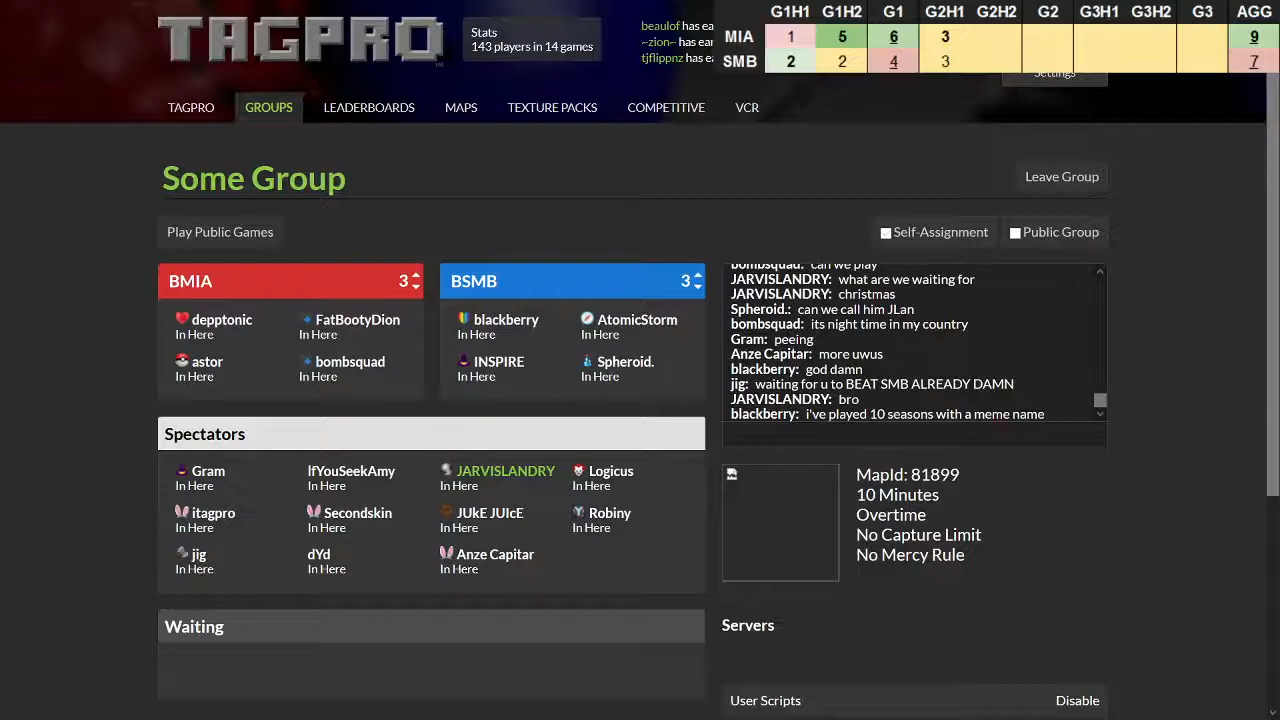 TAGPRO
Stats
143 players in 14 games
beaulof has ea
~zion~ has ear
tjflippnz has ea
G1H1 G1H2 G1 G2H1 G2H2 G2 G3H1 G3H2 G3 AGG
MIA 1 5 6 3 9
SMB 2 2 4 3 7
Settings
TAGPRO GROUPS LEADERBOARDS MAPS TEXTURE PACKS COMPETITIVE VCR
Some Group
Leave Group
Play Public Games
Self-Assignment
Public Group
BMIA 3
BSMB 3
depptonic
In Here
FatBootyDion
In Here
astor
In Here
bombsquad
In Here
blackberry
In Here
AtomicStorm
In Here
INSPIRE
In Here
Spheroid.
In Here
bombsquad: can we play
JARVISLANDRY: what are we waiting for
JARVISLANDRY: christmas
Spheroid.: can we call him JLan
bombsquad: its night time in my country
Gram: peeing
Anze Capitar: more uwus
blackberry: god damn
jig: waiting for u to BEAT SMB ALREADY DAMN
JARVISLANDRY: bro
blackberry: i've played 10 seasons with a meme name
Spectators
Gram
In Here
IfYouSeekAmy
In Here
JARVISLANDRY
In Here
Logicus
In Here
itagpro
In Here
Secondskin
In Here
JUkE JUIcE
In Here
Robiny
In Here
jig
In Here
dYd
In Here
Anze Capitar
In Here
MapId: 81899
10 Minutes
Overtime
No Capture Limit
No Mercy Rule
Waiting
Servers
User Scripts
Disable